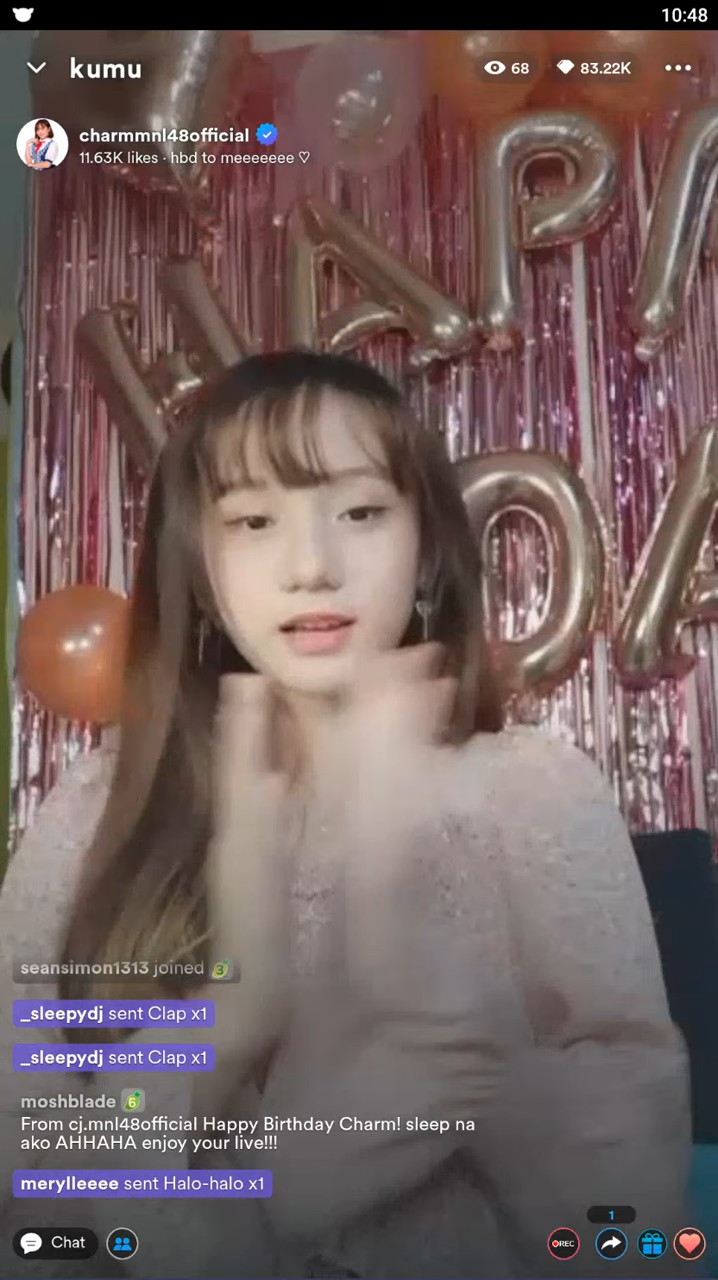 10:48
kumu
68
83.22K
charmmnl48official
11.63K likes · hbd to meeeeeee ♡
HAPP
DA
seansimon1313 joined 3
_sleepydj sent Clap x1
_sleepydj sent Clap x1
moshblade 6
From cj.mnl48official Happy Birthday Charm! sleep na
ako AHHAHA enjoy your live!!!
merylleeee sent Halo-halo x1
1
Chat
REC